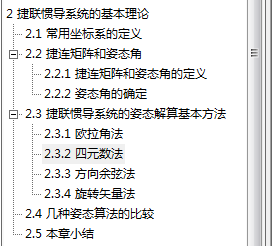 2 捷联惯导系统的基本理论
2.1 常用坐标系的定义
2.2 捷连矩阵和姿态角
2.2.1 捷连矩阵和姿态角的定义
2.2.2 姿态角的确定
2.3 捷联惯导系统的姿态解算基本方法
2.3.1 欧拉角法
2.3.2 四元数法
2.3.3 方向余弦法
2.3.4 旋转矢量法
2.4 几种姿态算法的比较
2.5 本章小结